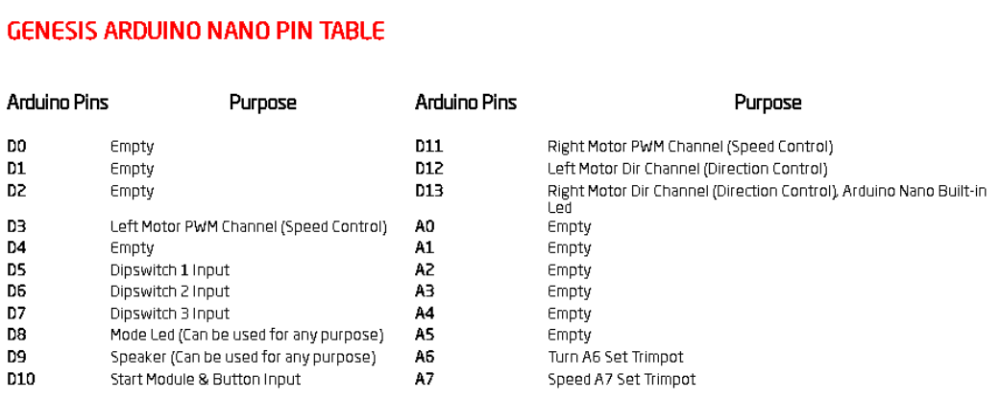 GENESIS ARDUINO NANO PIN TABLE
Arduino Pins Purpose Arduino Pins Purpose
D0 Empty D11 Right Motor PWM Channel (Speed Control)
D1 Empty D12 Left Motor Dir Channel (Direction Control)
D2 Empty D13 Right Motor Dir Channel (Direction Control), Arduino Nano Built-in
Led
D3 Left Motor PWM Channel (Speed Control) A0 Empty
D4 Empty A1 Empty
D5 Dipswitch 1 Input A2 Empty
D6 Dipswitch 2 Input A3 Empty
D7 Dipswitch 3 Input A4 Empty
D8 Mode Led (Can be used for any purpose) A5 Empty
D9 Speaker (Can be used for any purpose) A6 Turn A6 Set Trimpot
D10 Start Module & Button Input A7 Speed A7 Set Trimpot